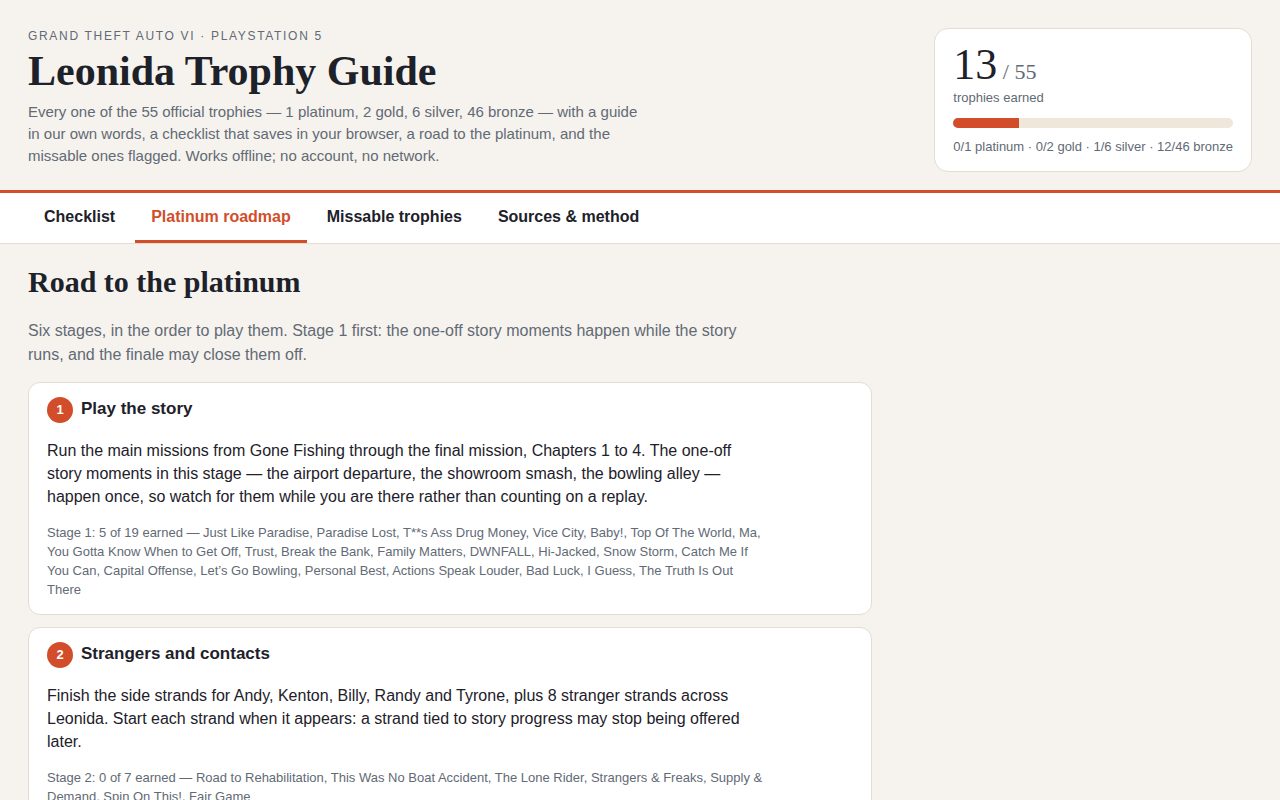 GRAND THEFT AUTO VI · PLAYSTATION 5
Leonida Trophy Guide
Every one of the 55 official trophies — 1 platinum, 2 gold, 6 silver, 46 bronze — with a guide
in our own words, a checklist that saves in your browser, a road to the platinum, and the
missable ones flagged. Works offline; no account, no network.
13 / 55
trophies earned
0/1 platinum · 0/2 gold · 1/6 silver · 12/46 bronze
Checklist
Platinum roadmap
Missable trophies
Sources & method
Road to the platinum
Six stages, in the order to play them. Stage 1 first: the one-off story moments happen while the story
runs, and the finale may close them off.
1 Play the story
Run the main missions from Gone Fishing through the final mission, Chapters 1 to 4. The one-off
story moments in this stage — the airport departure, the showroom smash, the bowling alley —
happen once, so watch for them while you are there rather than counting on a replay.
Stage 1: 5 of 19 earned — Just Like Paradise, Paradise Lost, T**s Ass Drug Money, Vice City, Baby!, Top Of The World, Ma,
You Gotta Know When to Get Off, Trust, Break the Bank, Family Matters, DWNFALL, Hi-Jacked, Snow Storm, Catch Me If
You Can, Capital Offense, Let's Go Bowling, Personal Best, Actions Speak Louder, Bad Luck, I Guess, The Truth Is Out
There
2 Strangers and contacts
Finish the side strands for Andy, Kenton, Billy, Randy and Tyrone, plus 8 stranger strands across
Leonida. Start each strand when it appears: a strand tied to story progress may stop being offered
later.
Stage 2: 0 of 7 earned — Road to Rehabilitation, This Was No Boat Accident, The Lone Rider, Strangers & Freaks, Supply &
Demand, Spin On This!, Fair Game